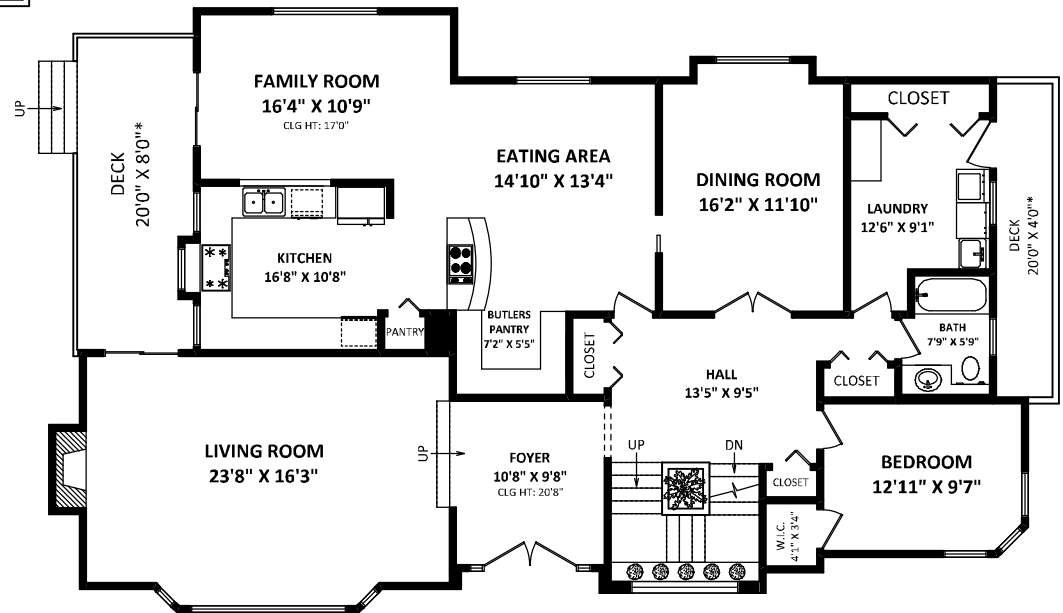 FAMILY ROOM
16'4" X 10'9"
CLG HT: 17'0"
UP
DECK
20'0" X 8'0"*
EATING AREA
14'10" X 13'4"
DINING ROOM
16'2" X 11'10"
CLOSET
LAUNDRY
12'6" X 9'1"
DECK
20'0" X 4'0"*
KITCHEN
16'8" X 10'8"
PANTRY
BUTLERS
PANTRY
7'2" X 5'5"
CLOSET
BATH
7'9" X 5'9"
HALL
13'5" X 9'5"
CLOSET
LIVING ROOM
23'8" X 16'3"
UP
FOYER
10'8" X 9'8"
CLG HT: 20'8"
UP
DN
CLOSET
BEDROOM
12'11" X 9'7"
W.I.C.
4'1" X 3'4"